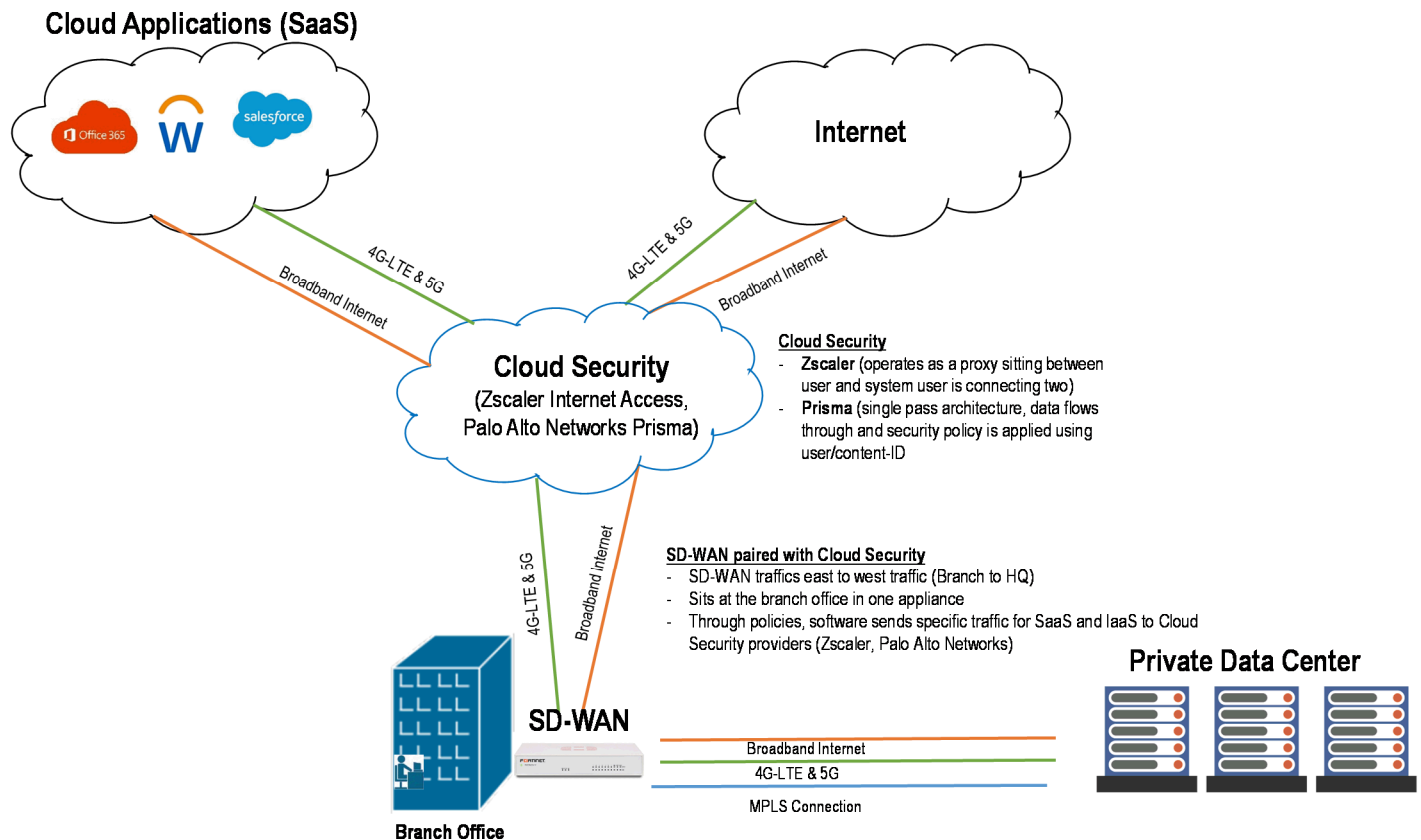 Cloud Applications (SaaS)
Office 365
W
salesforce
Internet
4G-LTE & 5G
Broadband Internet
4G-LTE & 5G
Broadband Internet
Cloud Security
(Zscaler Internet Access,
Palo Alto Networks Prisma)
Cloud Security
- Zscaler (operates as a proxy sitting between
user and system user is connecting two)
- Prisma (single pass architecture, data flows
through and security policy is applied using
user/content-ID
4G-LTE & 5G
Broadband internet
SD-WAN paired with Cloud Security
- SD-WAN traffics east to west traffic (Branch to HQ)
- Sits at the branch office in one appliance
- Through policies, software sends specific traffic for SaaS and IaaS to Cloud
Security providers (Zscaler, Palo Alto Networks)
Private Data Center
SD-WAN
FORTINET
Broadband Internet
4G-LTE & 5G
MPLS Connection
Branch Office